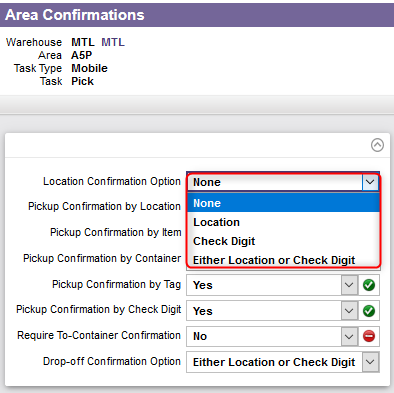 Area Confirmations
Warehouse MTL MTL
Area A5P
Task Type Mobile
Task Pick
Location Confirmation Option None
Pickup Confirmation by Location None
Pickup Confirmation by Item Location
Check Digit
Pickup Confirmation by Container Either Location or Check Digit
Pickup Confirmation by Tag Yes
Pickup Confirmation by Check Digit Yes
Require To-Container Confirmation No
Drop-off Confirmation Option Either Location or Check Digit